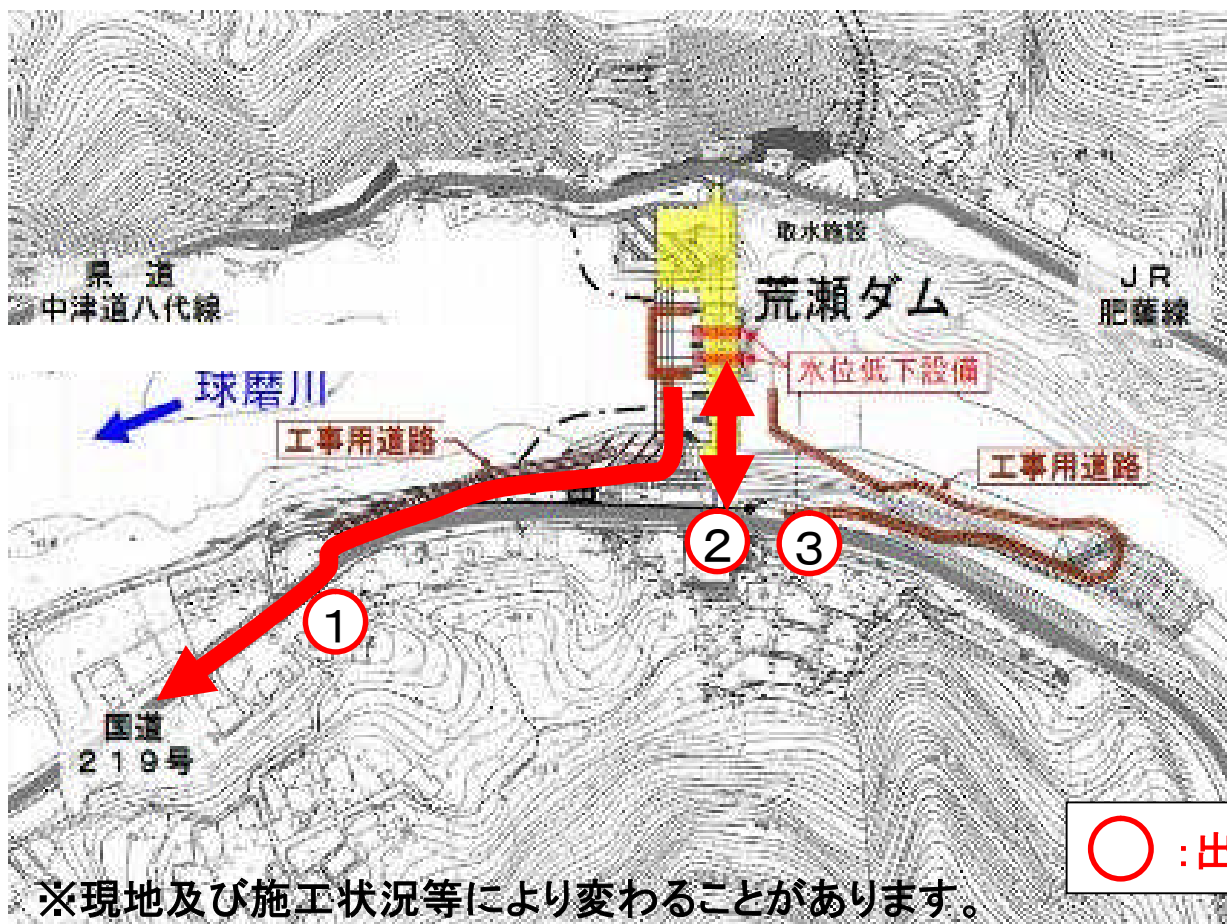 取水施設
県道
中津道八代線
荒瀬ダム
JR
肥薩線
水位低下設備
球磨川
工事用道路
工事用道路
②
③
①
国道
219号
○:出
※現地及び施工状況等により変わることがあります。